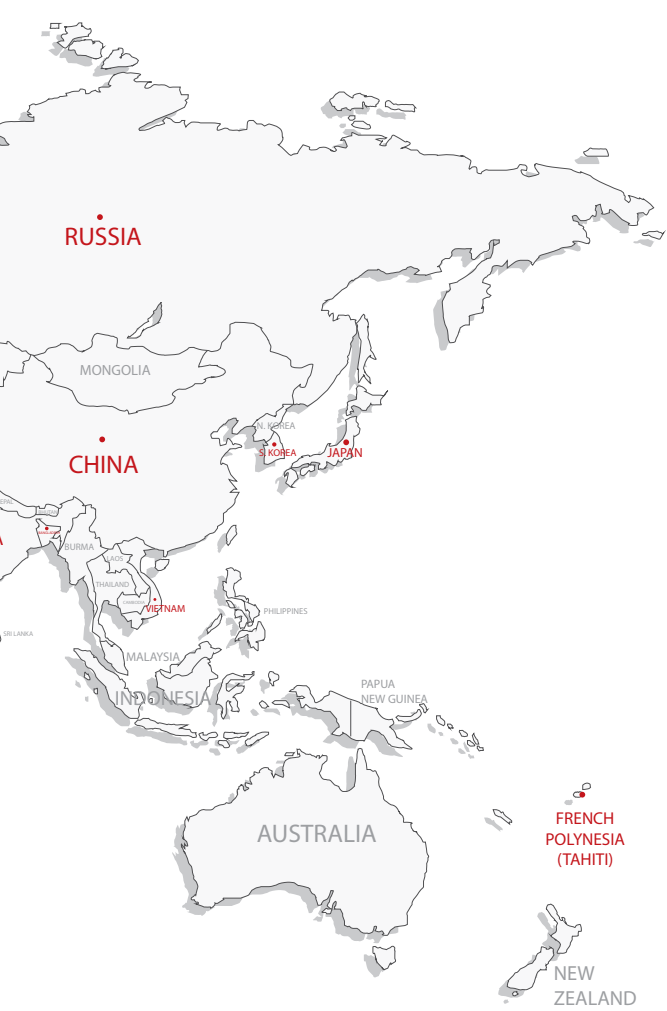 RUSSIA
MONGOLIA
N. KOREA
S. KOREA
JAPAN
CHINA
BURMA
LAOS
THAILAND
VIETNAM
PHILIPPINES
SRI LANKA
MALAYSIA
INDONESIA
PAPUA
NEW GUINEA
AUSTRALIA
FRENCH
POLYNESIA
(TAHITI)
NEW
ZEALAND